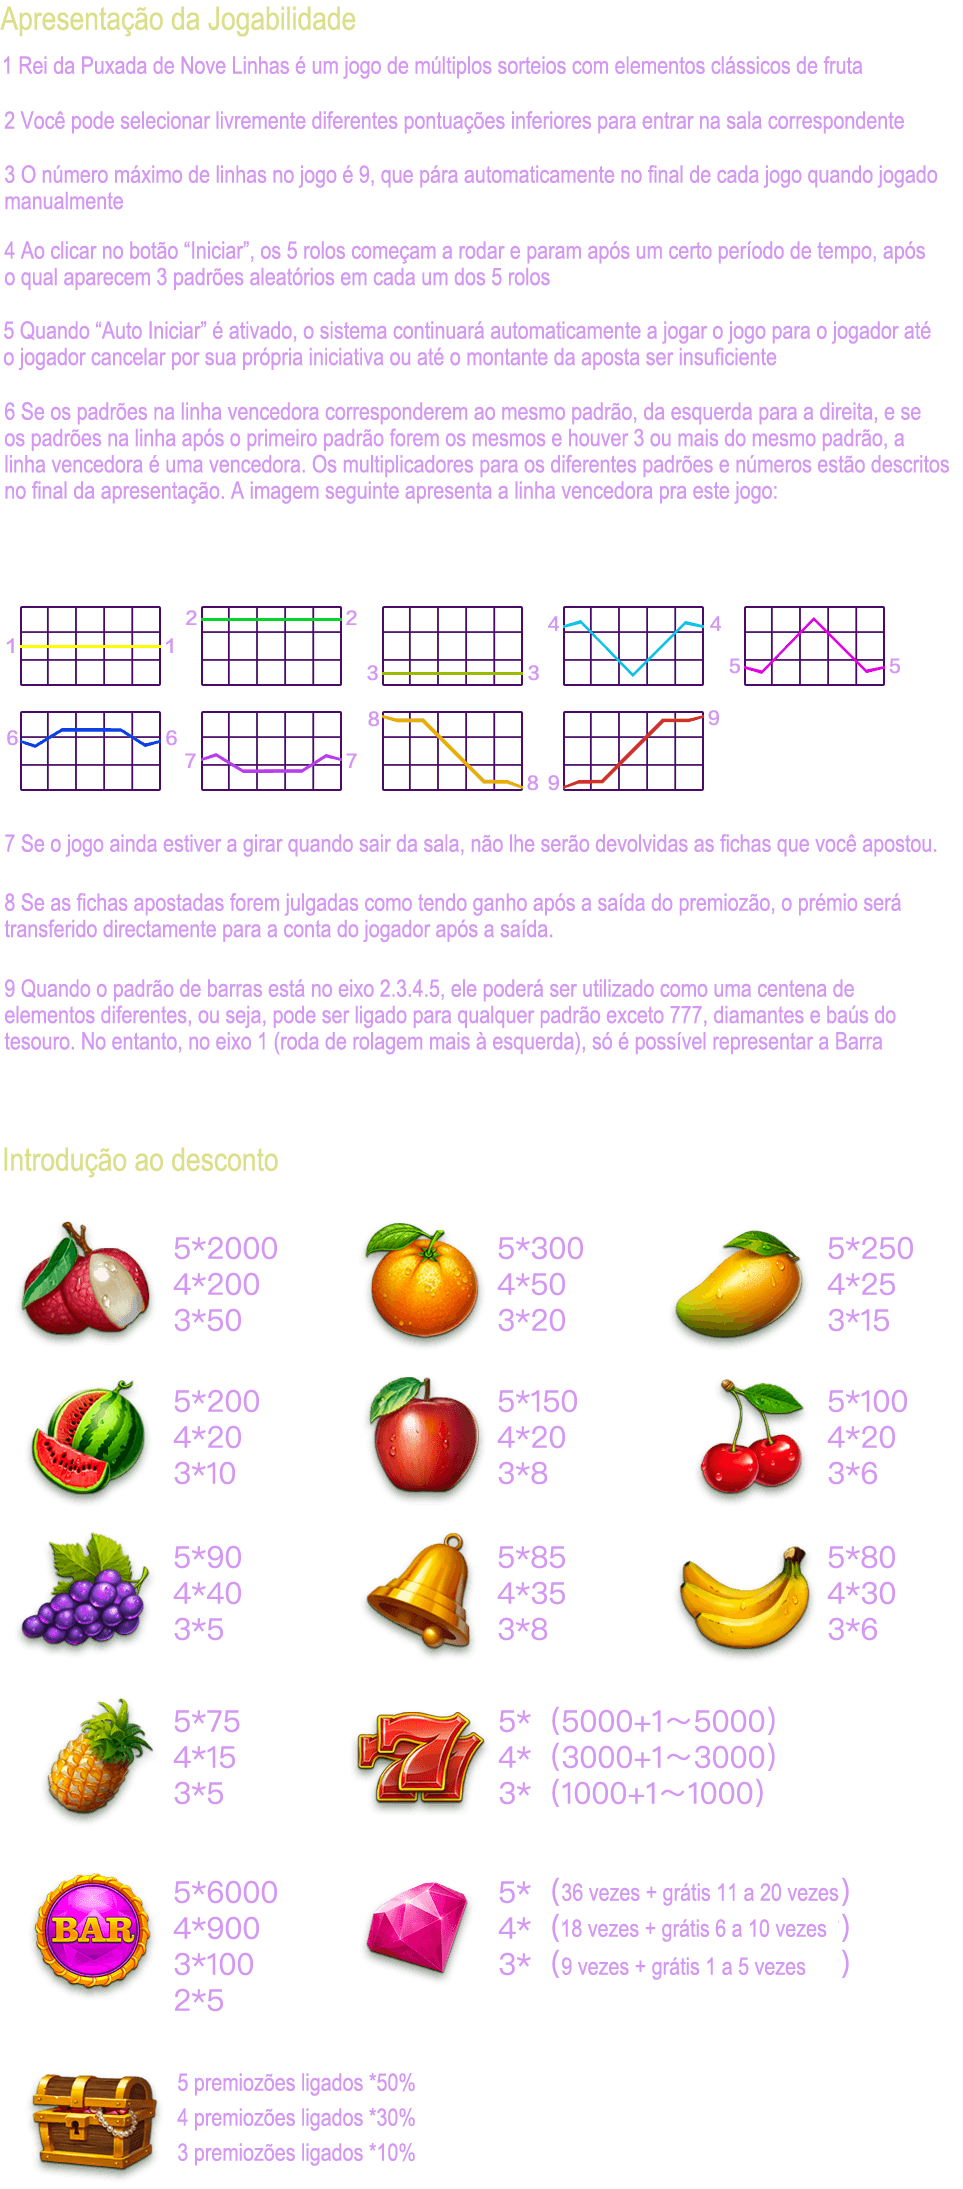 Apresentação da Jogabilidade
1 Rei da Puxada de Nove Linhas é um jogo de múltiplos sorteios com elementos clássicos de fruta
2 Você pode selecionar livremente diferentes pontuações inferiores para entrar na sala correspondente
3 O número máximo de linhas no jogo é 9, que pára automaticamente no final de cada jogo quando jogado
manualmente
4 Ao clicar no botão “Iniciar”, os 5 rolos começam a rodar e param após um certo período de tempo, após
o qual aparecem 3 padrões aleatórios em cada um dos 5 rolos
5 Quando “Auto Iniciar” é ativado, o sistema continuará automaticamente a jogar o jogo para o jogador até
o jogador cancelar por sua própria iniciativa ou até o montante da aposta ser insuficiente
6 Se os padrões na linha vencedora corresponderem ao mesmo padrão, da esquerda para a direita, e se
os padrões na linha após o primeiro padrão forem os mesmos e houver 3 ou mais do mesmo padrão, a
linha vencedora é uma vencedora. Os multiplicadores para os diferentes padrões e números estão descritos
no final da apresentação. A imagem seguinte apresenta a linha vencedora pra este jogo:
1 1 2 2 3 3 4 4 5 5
6 6 7 7 8 8 9 9
7 Se o jogo ainda estiver a girar quando sair da sala, não lhe serão devolvidas as fichas que você apostou.
8 Se as fichas apostadas forem julgadas como tendo ganho após a saída do premiozão, o prémio será
transferido directamente para a conta do jogador após a saída.
9 Quando o padrão de barras está no eixo 2.3.4.5, ele poderá ser utilizado como uma centena de
elementos diferentes, ou seja, pode ser ligado para qualquer padrão exceto 777, diamantes e baús do
tesouro. No entanto, no eixo 1 (roda de rolagem mais à esquerda), só é possível representar a Barra
Introdução ao desconto
5*2000
4*200
3*50
5*300
4*50
3*20
5*250
4*25
3*15
5*200
4*20
3*10
5*150
4*20
3*8
5*100
4*20
3*6
5*90
4*40
3*5
5*85
4*35
3*8
5*80
4*30
3*6
5*75
4*15
3*5
77
5* (5000+1～5000)
4* (3000+1～3000)
3* (1000+1～1000)
BAR
5*6000
4*900
3*100
2*5
5* (36 vezes + grátis 11 a 20 vezes)
4* (18 vezes + grátis 6 a 10 vezes )
3* (9 vezes + grátis 1 a 5 vezes )
5 premiozões ligados *50%
4 premiozões ligados *30%
3 premiozões ligados *10%